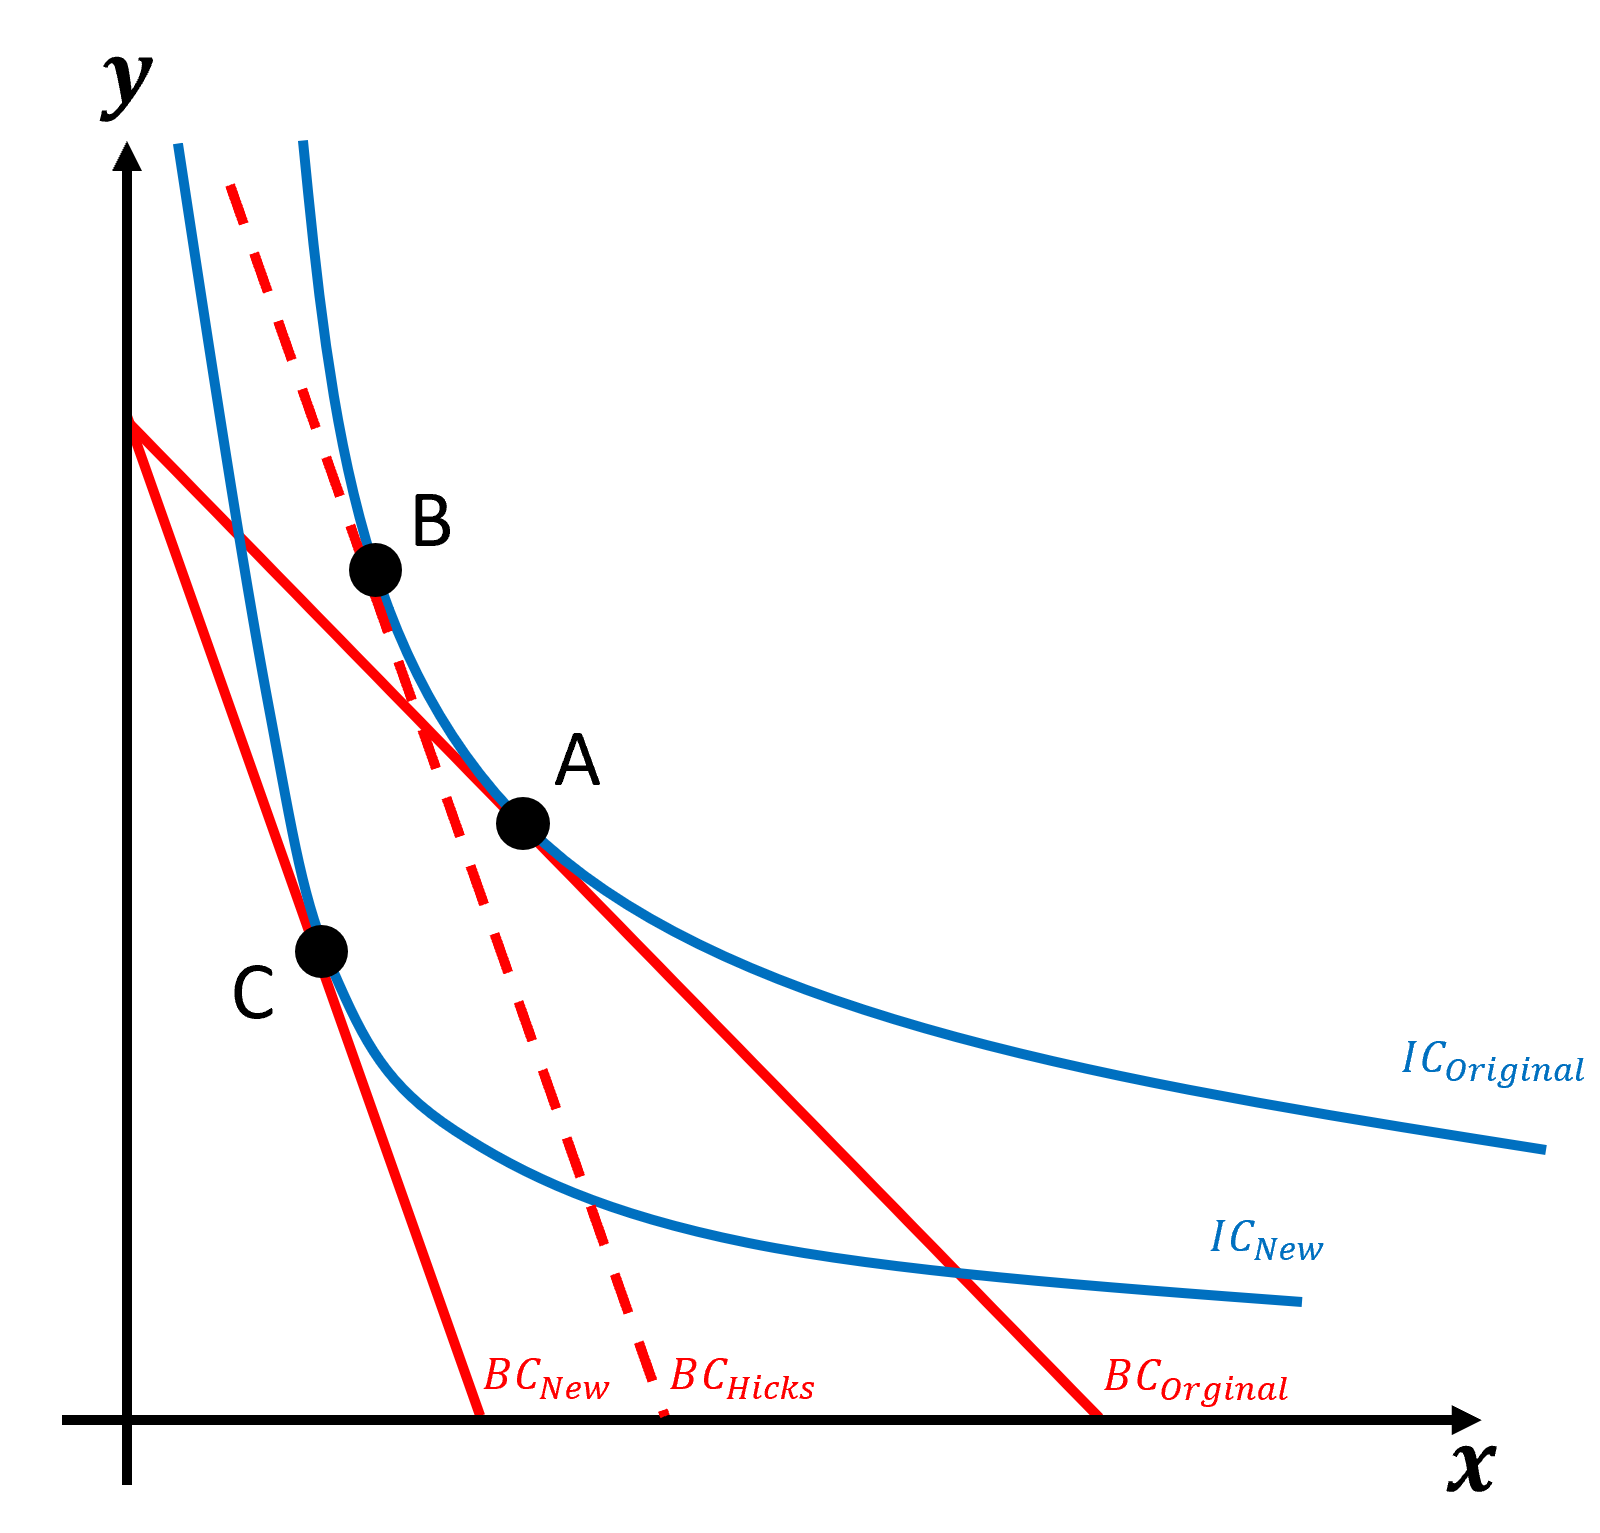 y
B
A
C
IC_Original
IC_New
BC_New
BC_Hicks
BC_Orginal
x